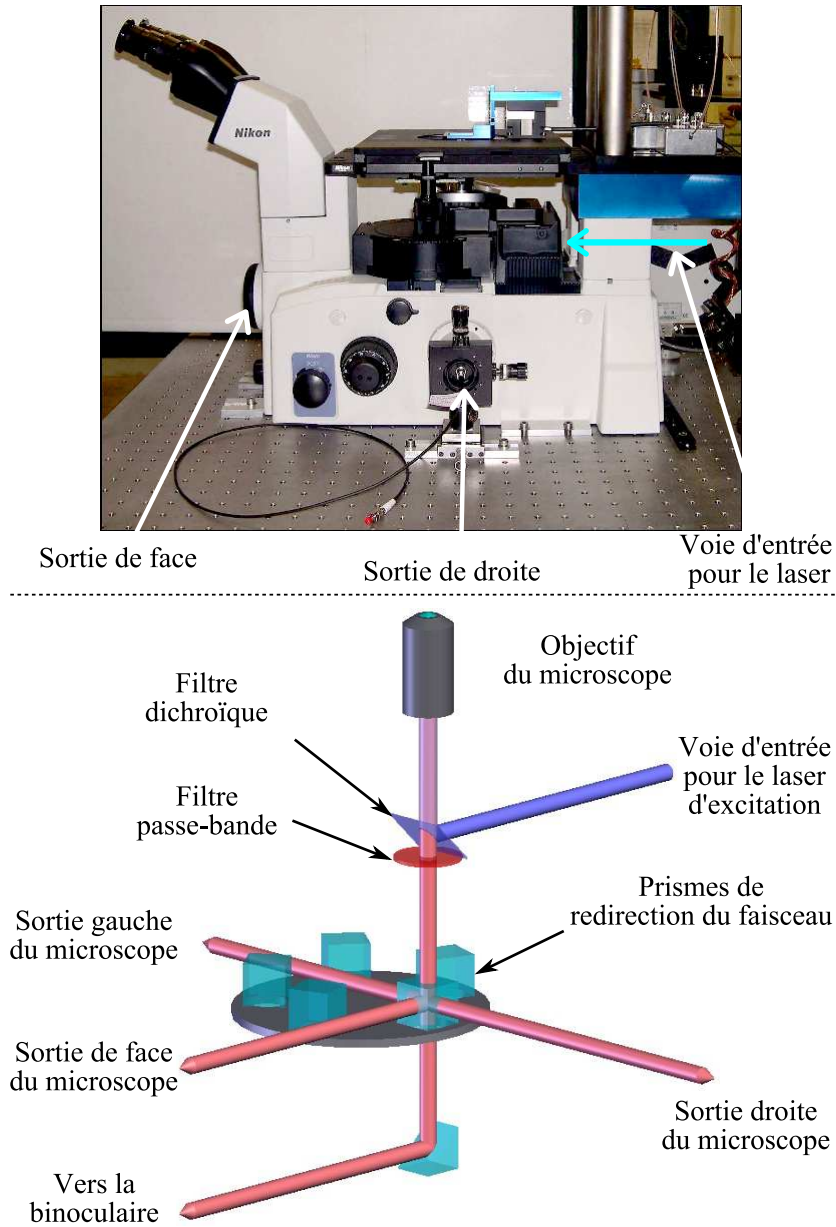 Nikon
Sortie de face
Sortie de droite
Voie d'entrée
pour le laser
Objectif
du microscope
Filtre
dichroïque
Voie d'entrée
pour le laser
d'excitation
Filtre
passe-bande
Prismes de
redirection du faisceau
Sortie gauche
du microscope
Sortie de face
du microscope
Sortie droite
du microscope
Vers la
binoculaire